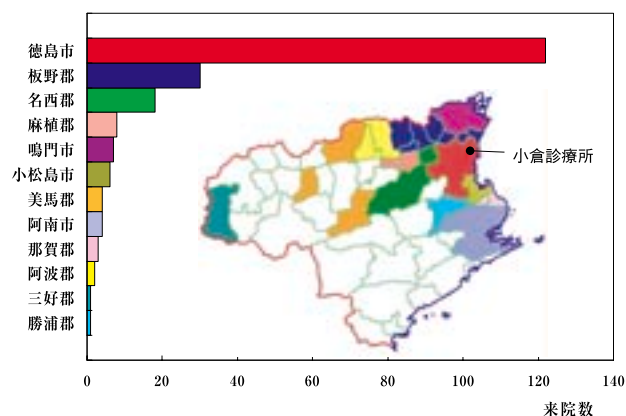 徳島市
板野郡
名西郡
麻植郡
鳴門市
小松島市
美馬郡
阿南市
那賀郡
阿波郡
三好郡
勝浦郡
小倉診療所
0 20 40 60 80 100 120 140
来院数